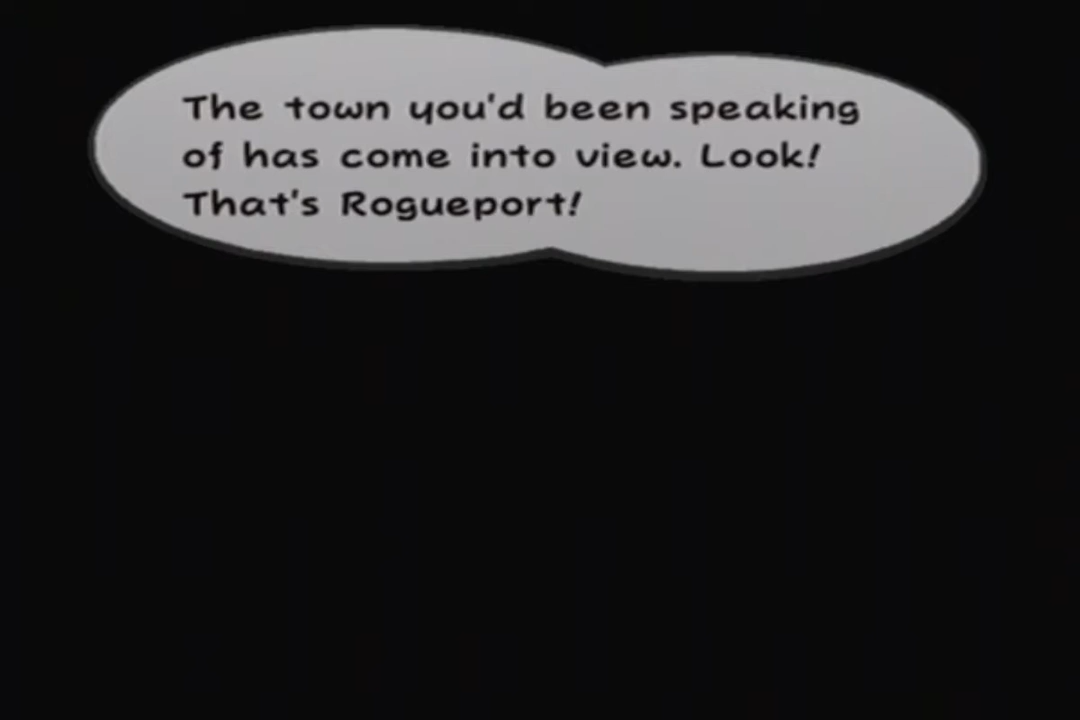 The town you'd been speaking
of has come into view. Look!
That's Rogueport!